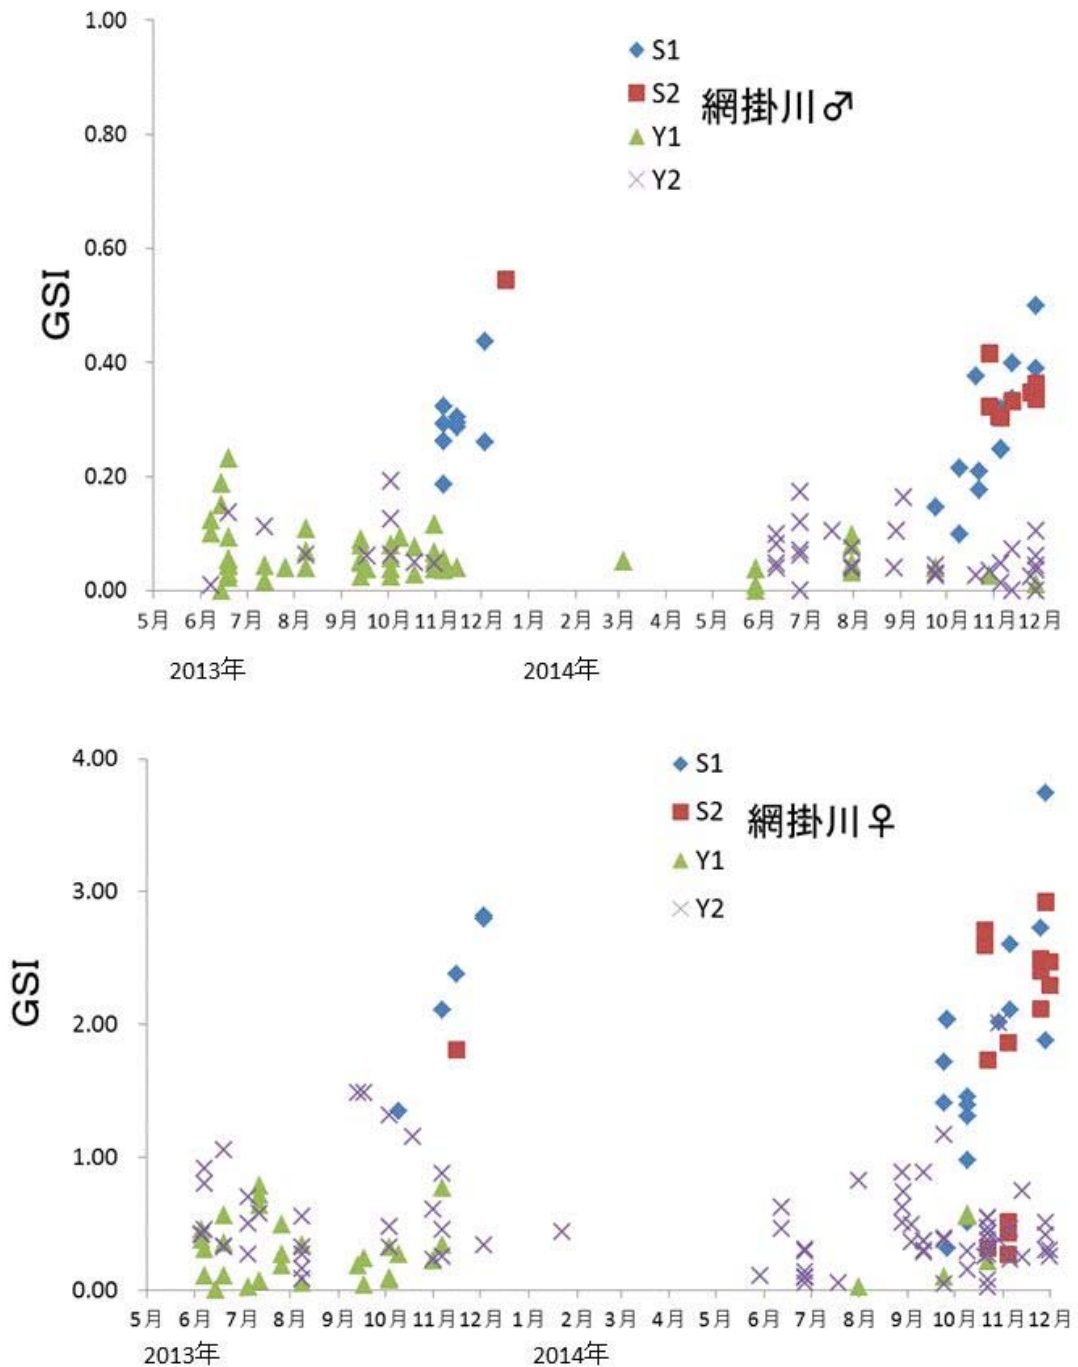 1.00
S1
S2
網掛川♂
0.80
Y1
Y2
0.60
GSI
0.40
0.20
0.00
5月 6月 7月 8月 9月 10月 11月 12月 1月 2月 3月 4月 5月 6月 7月 8月 9月 10月 11月 12月
2013年 2014年
4.00
S1
S2
網掛川♀
Y1
3.00
Y2
GSI
2.00
1.00
0.00
5月 6月 7月 8月 9月 10月 11月 12月 1月 2月 3月 4月 5月 6月 7月 8月 9月 10月 11月 12月
2013年 2014年